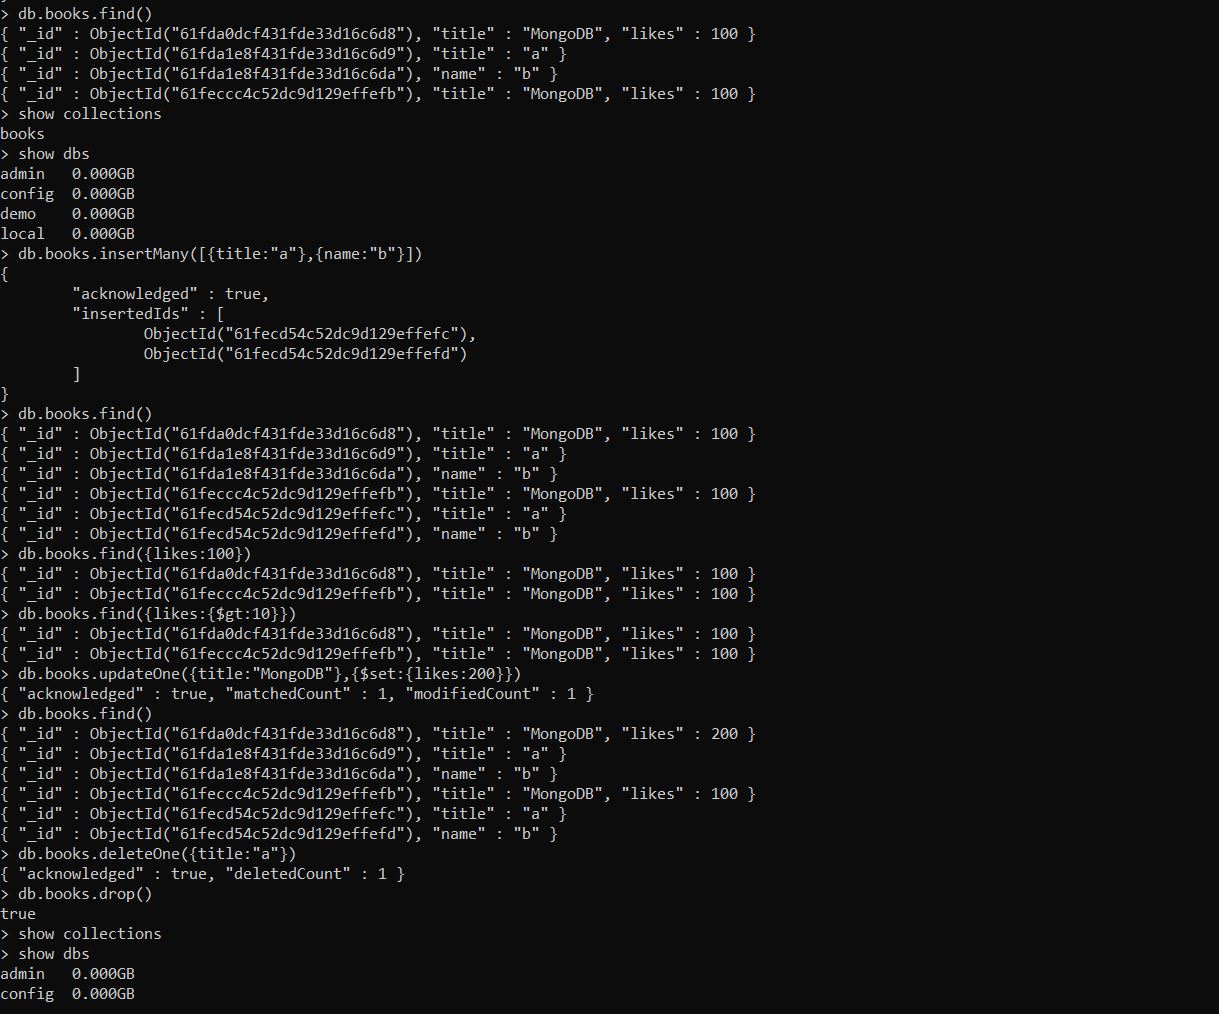 > db.books.find()
{ "_id" : ObjectId("61fda0dcf431fde33d16c6d8"), "title" : "MongoDB", "likes" : 100 }
{ "_id" : ObjectId("61fda1e8f431fde33d16c6d9"), "title" : "a" }
{ "_id" : ObjectId("61fda1e8f431fde33d16c6da"), "name" : "b" }
{ "_id" : ObjectId("61feccc4c52dc9d129effefb"), "title" : "MongoDB", "likes" : 100 }
> show collections
books
> show dbs
admin   0.000GB
config  0.000GB
demo    0.000GB
local   0.000GB
> db.books.insertMany([{title:"a"},{name:"b"}])
{
        "acknowledged" : true,
        "insertedIds" : [
                ObjectId("61fecd54c52dc9d129effefc"),
                ObjectId("61fecd54c52dc9d129effefd")
        ]
}
> db.books.find()
{ "_id" : ObjectId("61fda0dcf431fde33d16c6d8"), "title" : "MongoDB", "likes" : 100 }
{ "_id" : ObjectId("61fda1e8f431fde33d16c6d9"), "title" : "a" }
{ "_id" : ObjectId("61fda1e8f431fde33d16c6da"), "name" : "b" }
{ "_id" : ObjectId("61feccc4c52dc9d129effefb"), "title" : "MongoDB", "likes" : 100 }
{ "_id" : ObjectId("61fecd54c52dc9d129effefc"), "title" : "a" }
{ "_id" : ObjectId("61fecd54c52dc9d129effefd"), "name" : "b" }
> db.books.find({likes:100})
{ "_id" : ObjectId("61fda0dcf431fde33d16c6d8"), "title" : "MongoDB", "likes" : 100 }
{ "_id" : ObjectId("61feccc4c52dc9d129effefb"), "title" : "MongoDB", "likes" : 100 }
> db.books.find({likes:{$gt:10}})
{ "_id" : ObjectId("61fda0dcf431fde33d16c6d8"), "title" : "MongoDB", "likes" : 100 }
{ "_id" : ObjectId("61feccc4c52dc9d129effefb"), "title" : "MongoDB", "likes" : 100 }
> db.books.updateOne({title:"MongoDB"},{$set:{likes:200}})
{ "acknowledged" : true, "matchedCount" : 1, "modifiedCount" : 1 }
> db.books.find()
{ "_id" : ObjectId("61fda0dcf431fde33d16c6d8"), "title" : "MongoDB", "likes" : 200 }
{ "_id" : ObjectId("61fda1e8f431fde33d16c6d9"), "title" : "a" }
{ "_id" : ObjectId("61fda1e8f431fde33d16c6da"), "name" : "b" }
{ "_id" : ObjectId("61feccc4c52dc9d129effefb"), "title" : "MongoDB", "likes" : 100 }
{ "_id" : ObjectId("61fecd54c52dc9d129effefc"), "title" : "a" }
{ "_id" : ObjectId("61fecd54c52dc9d129effefd"), "name" : "b" }
> db.books.deleteOne({title:"a"})
{ "acknowledged" : true, "deletedCount" : 1 }
> db.books.drop()
true
> show collections
> show dbs
admin   0.000GB
config  0.000GB